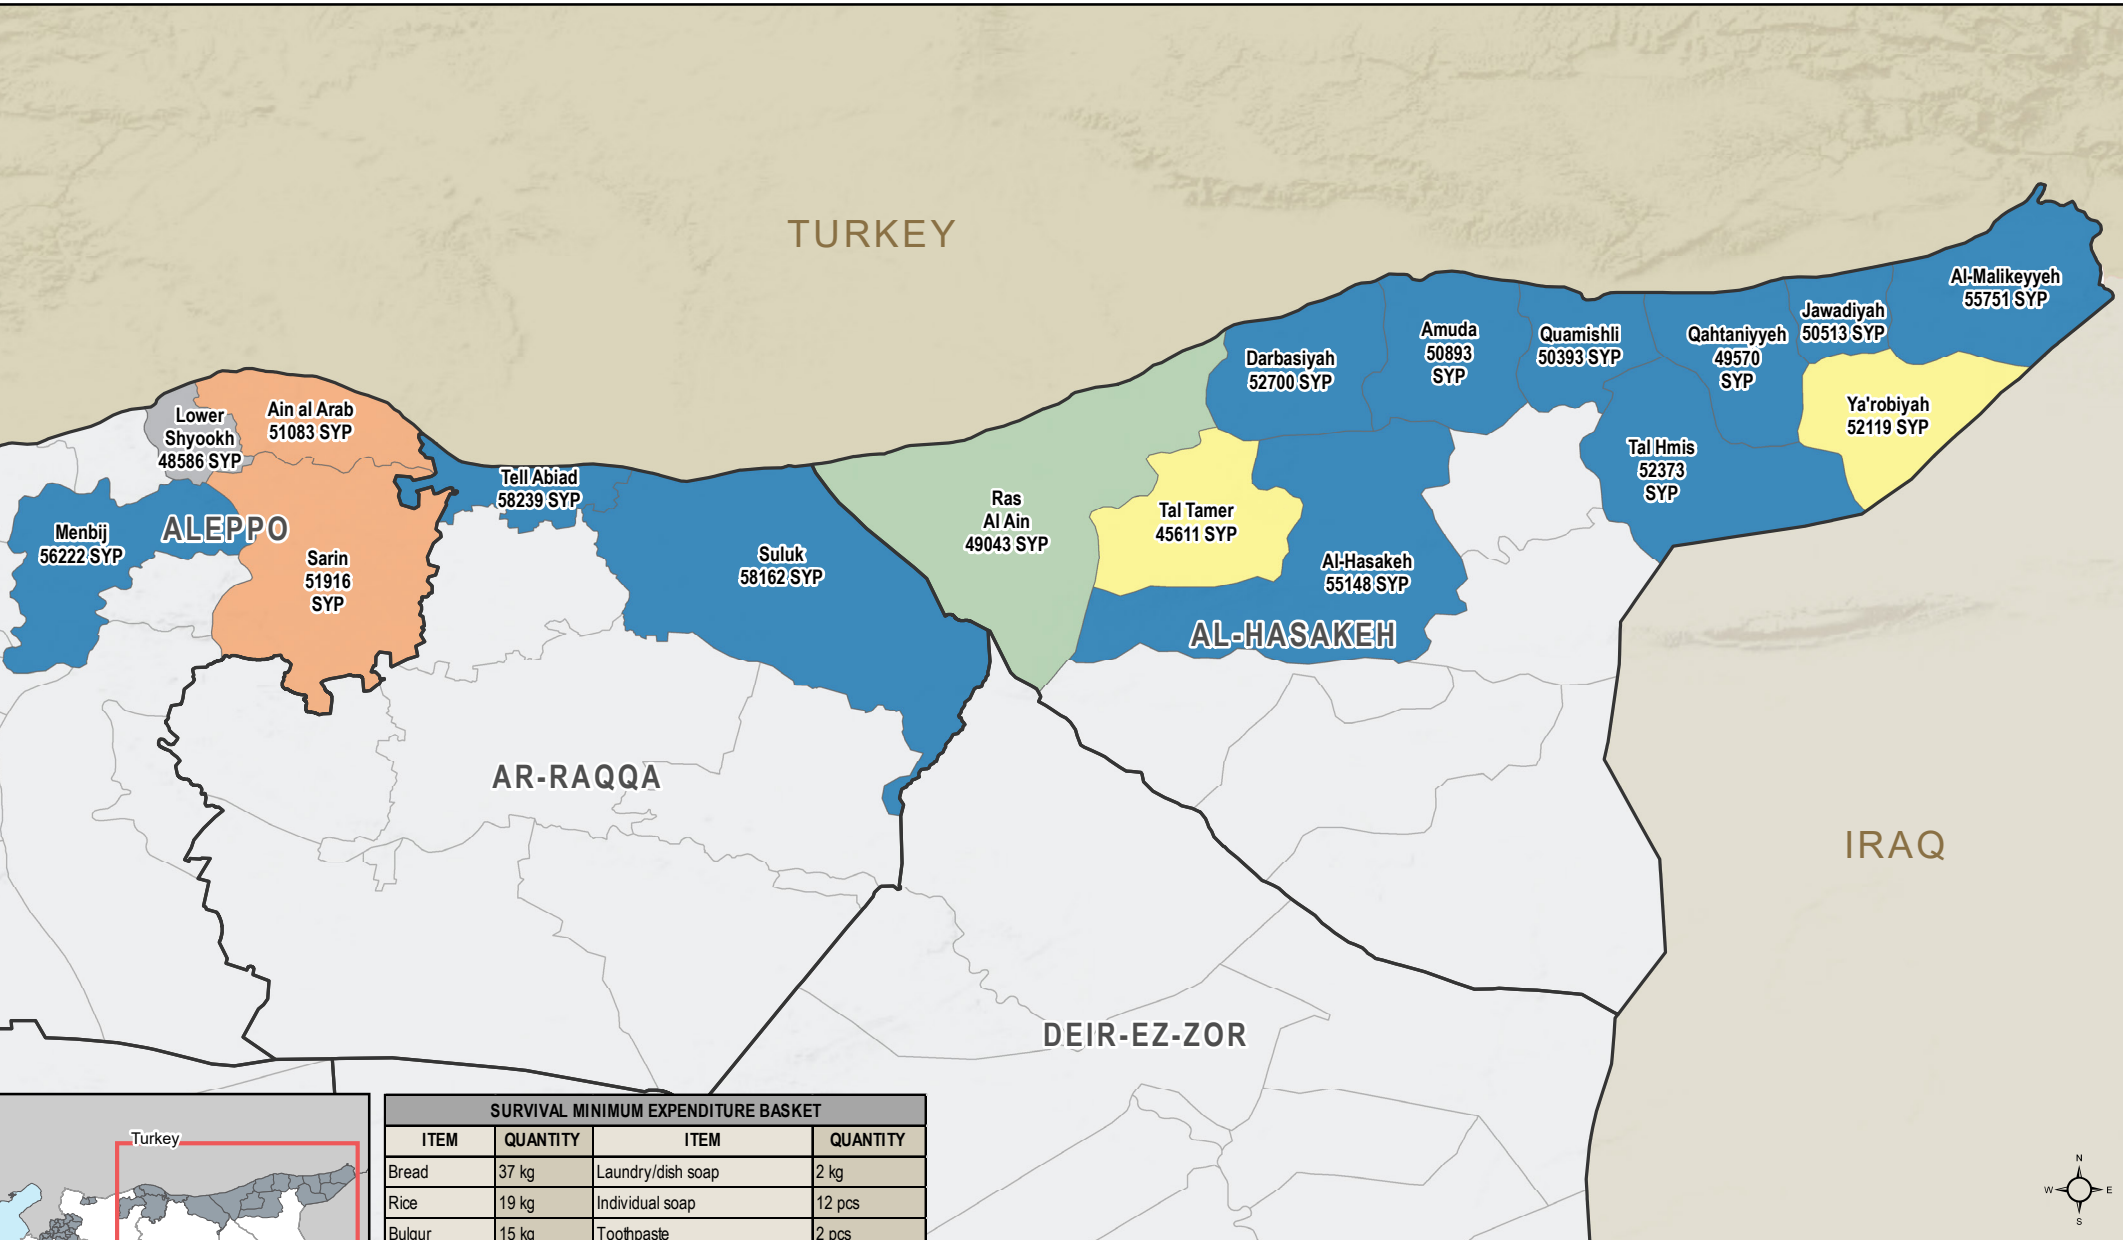 TURKEY
Al-Malikeyyeh
55751 SYP
Jawadiyah
50513 SYP
Qahtaniyyeh
49570
SYP
Quamishli
50393 SYP
Amuda
50893
SYP
Darbasiyah
52700 SYP
Ya'robiyah
52119 SYP
Tal Hmis
52373
SYP
Lower
Shyookh
48586 SYP
Ain al Arab
51083 SYP
Tell Abiad
58239 SYP
Ras
Al Ain
49043 SYP
Tal Tamer
45611 SYP
Al-Hasakeh
55148 SYP
Menbij
56222 SYP
ALEPPO
Sarin
51916
SYP
Suluk
58162 SYP
AL-HASAKEH
AR-RAQQA
IRAQ
DEIR-EZ-ZOR
Turkey
SURVIVAL MINIMUM EXPENDITURE BASKET
ITEM QUANTITY ITEM QUANTITY
Bread 37 kg Laundry/dish soap 2 kg
Rice 19 kg Individual soap 12 pcs
Bulgur 15 kg Toothpaste 2 pcs
N
W E
S